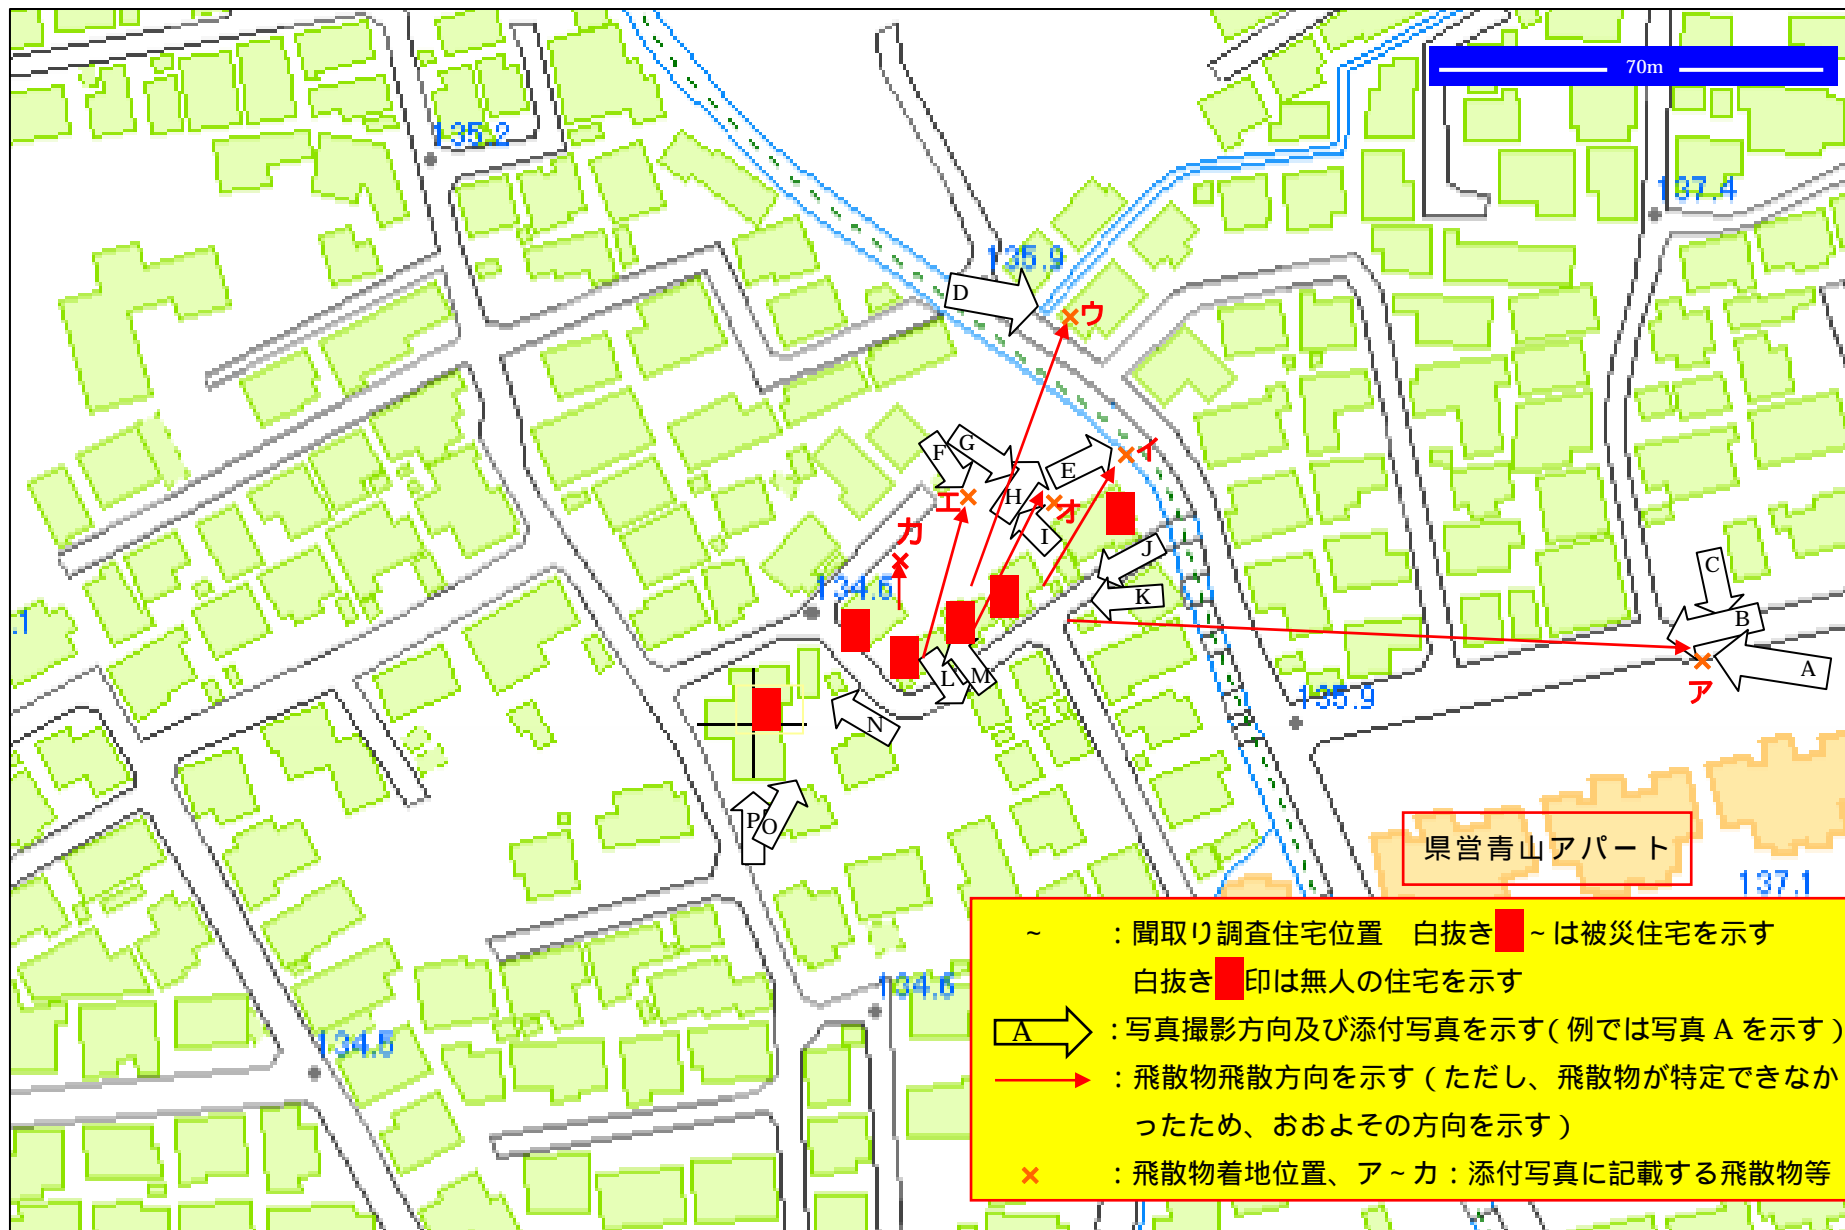 70m
135.2
137.4
135.9
D
ウ
F
G
E
イ
エ
H
オ
カ
I
J
C
134.6
K
B
.1
L
M
A
ア
135.9
N
P
O
県営青山アパート
137.1
~ :聞取り調査住宅位置 白抜き ~は被災住宅を示す
白抜き 印は無人の住宅を示す
134.6
A :写真撮影方向及び添付写真を示す(例では写真 A を示す)
134.5
:飛散物飛散方向を示す(ただし、飛散物が特定できなか
ったため、おおよその方向を示す)
× :飛散物着地位置、ア~カ:添付写真に記載する飛散物等